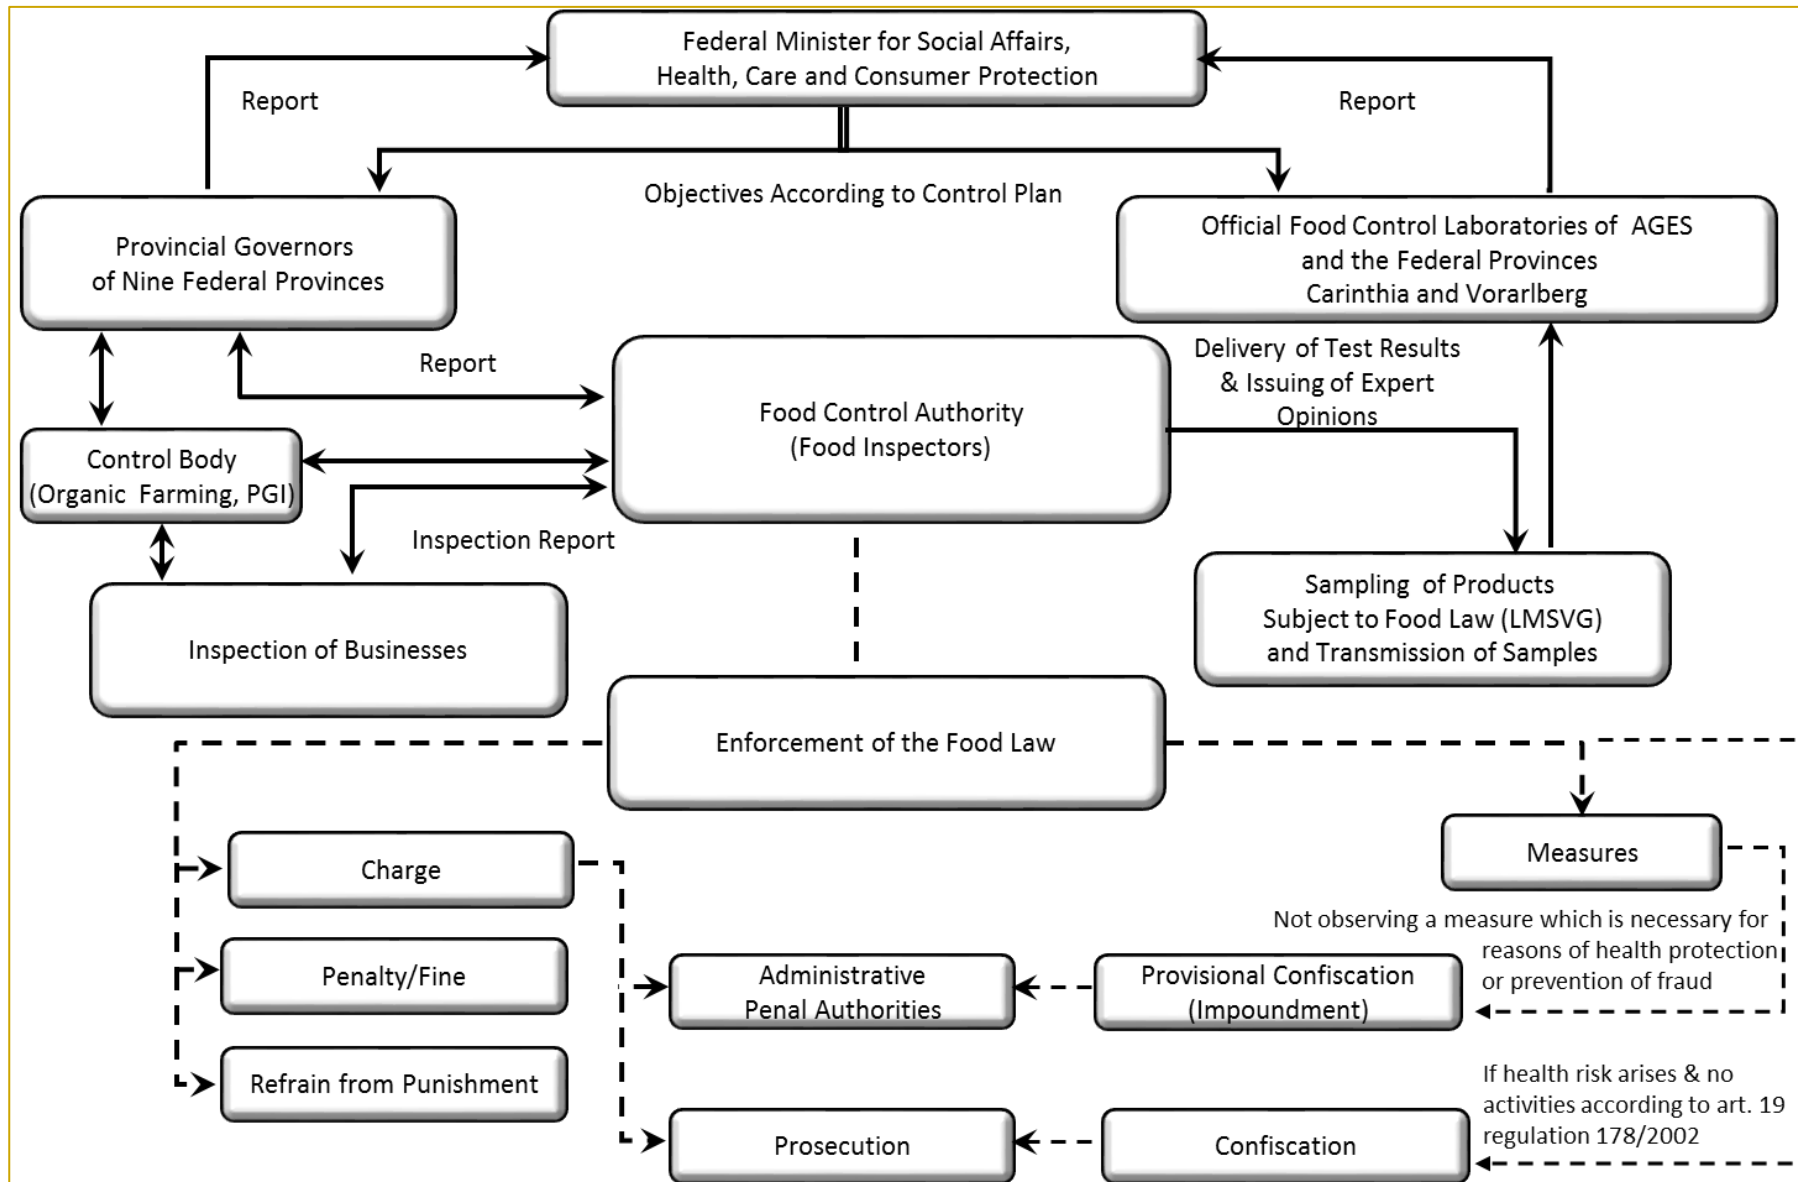 Federal Minister for Social Affairs,
Health, Care and Consumer Protection
Report
Report
Objectives According to Control Plan
Provincial Governors
of Nine Federal Provinces
Official Food Control Laboratories of AGES
and the Federal Provinces
Carinthia and Vorarlberg
Report
Delivery of Test Results
& Issuing of Expert
Opinions
Food Control Authority
(Food Inspectors)
Control Body
(Organic Farming, PGI)
Inspection Report
Inspection of Businesses
Sampling of Products
Subject to Food Law (LMSVG)
and Transmission of Samples
Enforcement of the Food Law
Charge
Measures
Not observing a measure which is necessary for
reasons of health protection
or prevention of fraud
Penalty/Fine
Administrative
Penal Authorities
Provisional Confiscation
(Impoundment)
Refrain from Punishment
If health risk arises & no
activities according to art. 19
regulation 178/2002
Prosecution
Confiscation